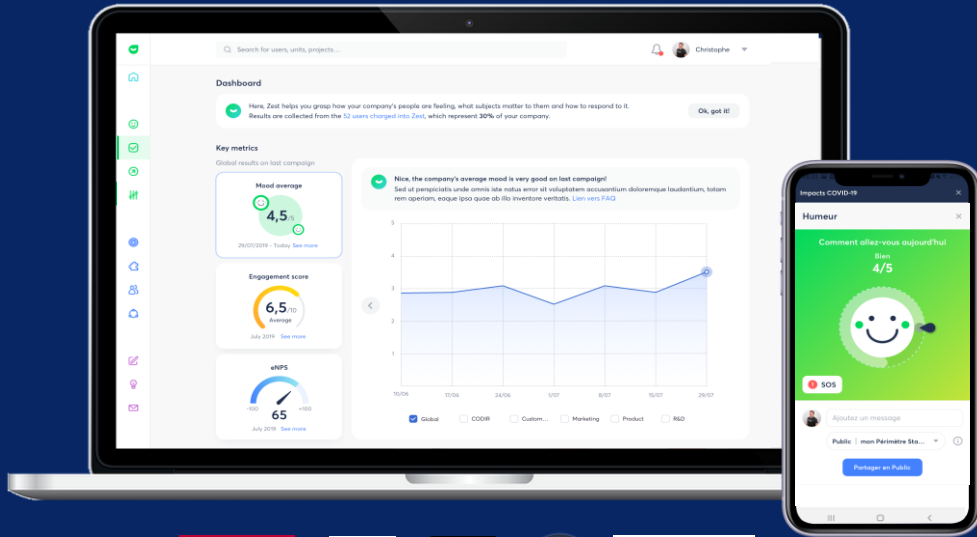 Search for users, units, projects...
Christophe
Dashboard
Here, Zest helps you grasp how your company's people are feeling, what subjects matter to them and how to respond to it.
Results are collected from the 52 users charged into Zest, which represent 30% of your company.
Ok, got it!
Key metrics
Global results on last campaign
Mood average
4,5/5
29/07/2019 - Today See more
Engagement score
6,5/10
Average
July 2019 See more
eNPS
-100 +100
65
July 2019 See more
Nice, the company's average mood is very good on last campaign!
Sed ut perspiciatis unde omnis iste natus error sit voluptatem accusantium doloremque laudantium, totam
rem aperiam, eaque ipsa quae ab illo inventore veritatis. Lien vers FAQ
5
4
3
2
1
10/06 17/06 24/06 1/07 8/07 15/07 29/07
Global CODIR Custom... Marketing Product R&D
Impacts COVID-19
Humeur
Comment allez-vous aujourd'hui
Bien
4/5
SOS
Ajoutez un message
Public | mon Périmètre Sta...
Partager en Public